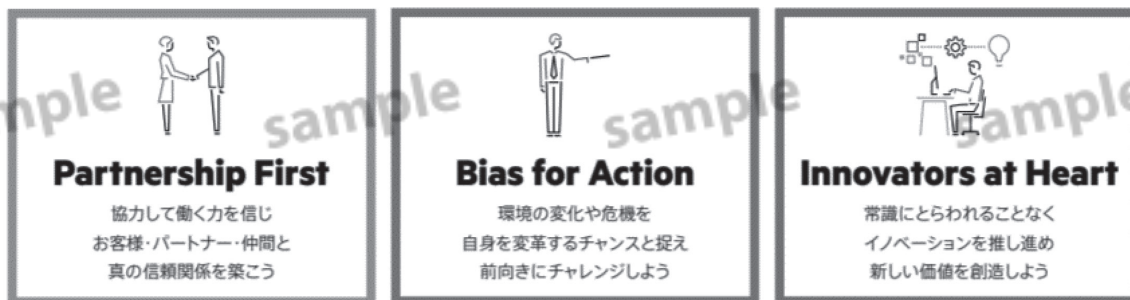 Partnership First
協力して働く力を信じ
お客様・パートナー・仲間と
真の信頼関係を築こう
Bias for Action
環境の変化や危機を
自身を変革するチャンスと捉え
前向きにチャレンジしよう
Innovators at Heart
常識にとらわれることなく
イノベーションを推し進め
新しい価値を創造しよう
mple
sample
sample
sample